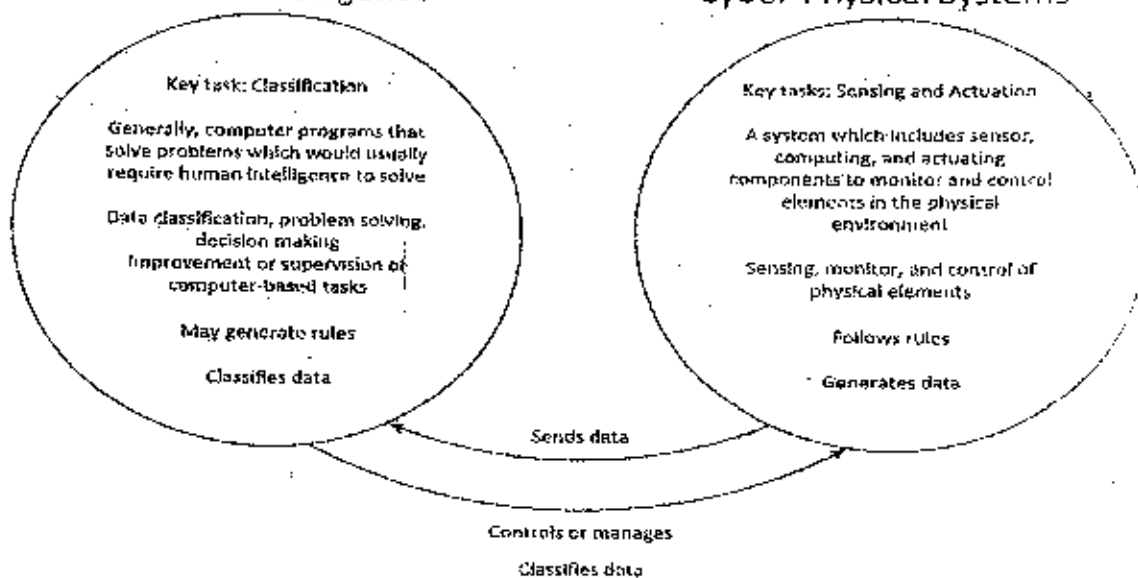 Physical Systems
Key task: Classification
Generally, computer programs that
solve problems which would usually
require human intelligence to solve
Data classification, problem solving,
decision making
Improvement or supervision of
computer-based tasks
May generate rules
Classifies data
Key tasks: Sensing and Actuation
A system which includes sensor,
computing, and actuating
components to monitor and control
elements in the physical
environment
Sensing, monitor, and control of
physical elements
Follows rules
Generates data
Sends data
Controls or manages
Classifies data